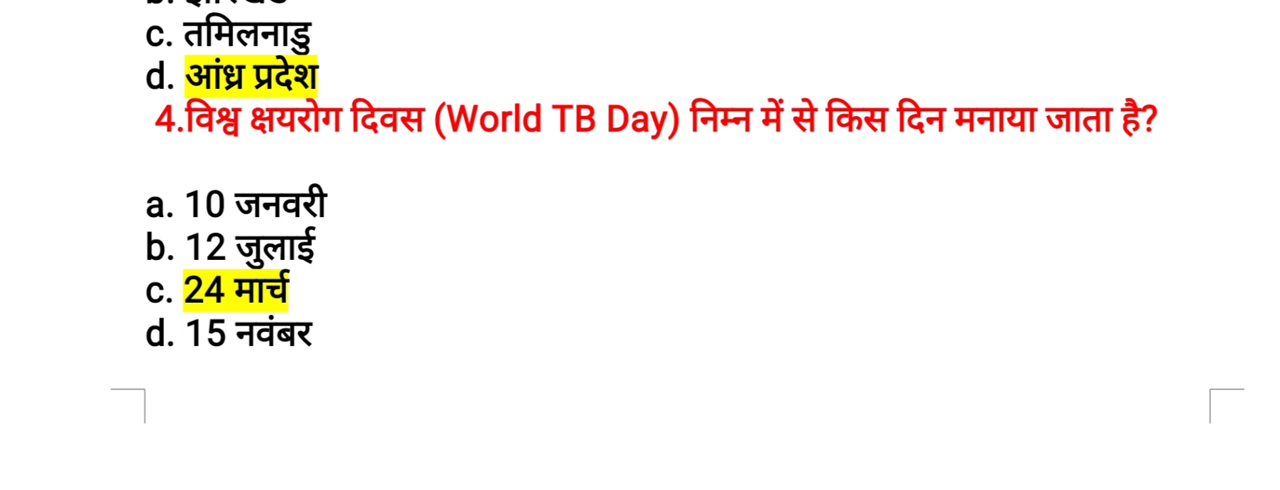 c. तमिलनाडु
d. आंध्र प्रदेश
4.विश्व क्षयरोग दिवस (World TB Day) निम्न में से किस दिन मनाया जाता है?
a. 10 जनवरी
b. 12 जुलाई
c. 24 मार्च
d. 15 नवंबर